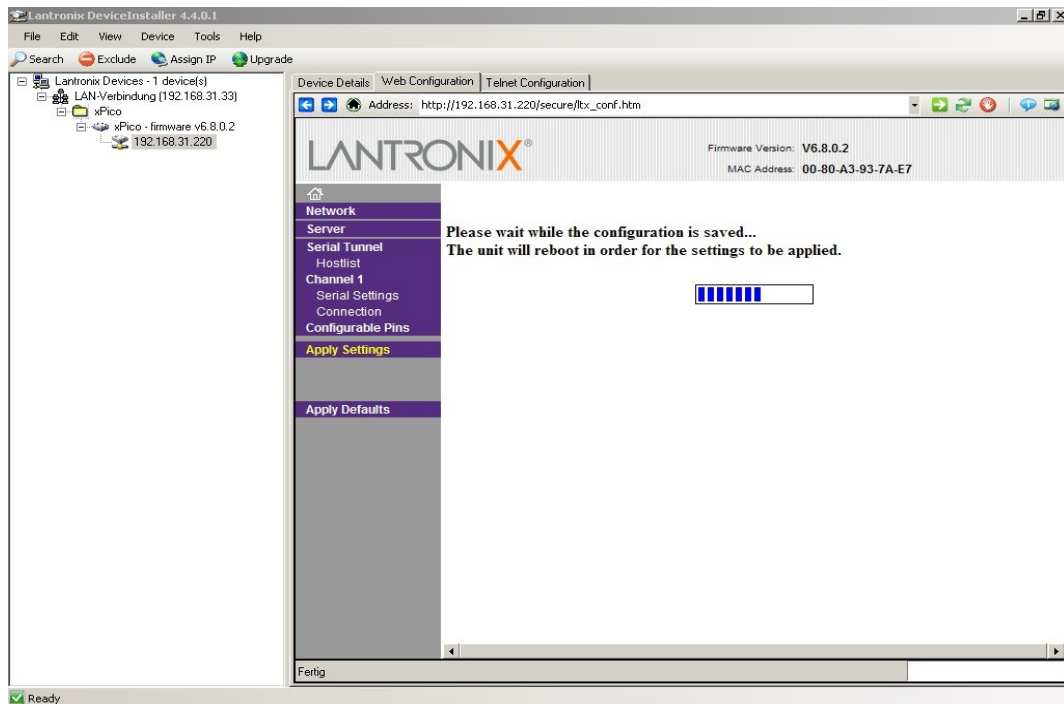 Lantronix DeviceInstaller 4.4.0.1
File Edit View Device Tools Help
Search Exclude Assign IP Upgrade
Lantronix Devices - 1 device(s)
LAN-Verbindung (192.168.31.33)
xPico
xPico - firmware v6.8.0.2
192.168.31.220
Device Details Web Configuration Telnet Configuration
Address: http://192.168.31.220/secure/ltx_conf.htm
LANTRONIX®
Firmware Version: V6.8.0.2
MAC Address: 00-80-A3-93-7A-E7
Network
Server
Serial Tunnel
Hostlist
Channel 1
Serial Settings
Connection
Configurable Pins
Apply Settings
Apply Defaults
Please wait while the configuration is saved...
The unit will reboot in order for the settings to be applied.
Fertig
Ready